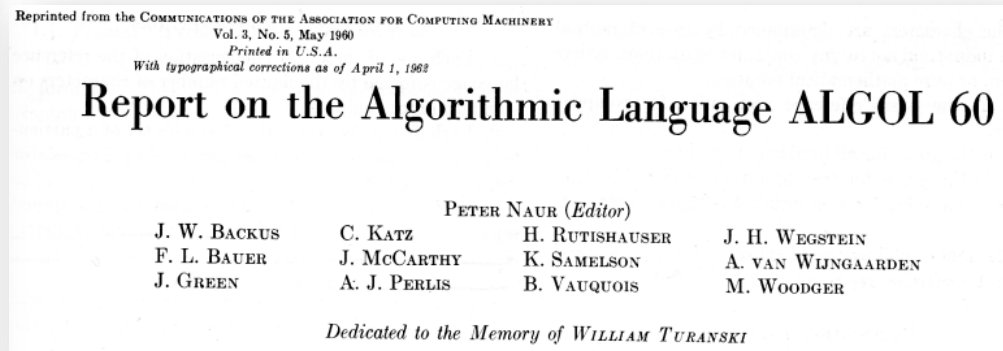 Reprinted from the COMMUNICATIONS OF THE ASSOCIATION FOR COMPUTING MACHINERY
Vol. 3, No. 5, May 1960
Printed in U.S.A.
With typographical corrections as of April 1, 1962
Report on the Algorithmic Language ALGOL 60
PETER NAUR (Editor)
J. W. BACKUS C. KATZ H. RUTISHAUSER J. H. WEGSTEIN
F. L. BAUER J. MCCARTHY K. SAMELSON A. VAN WIJNGAARDEN
J. GREEN A. J. PERLIS B. VAUQUOIS M. WOODGER
Dedicated to the Memory of WILLIAM TURANSKI